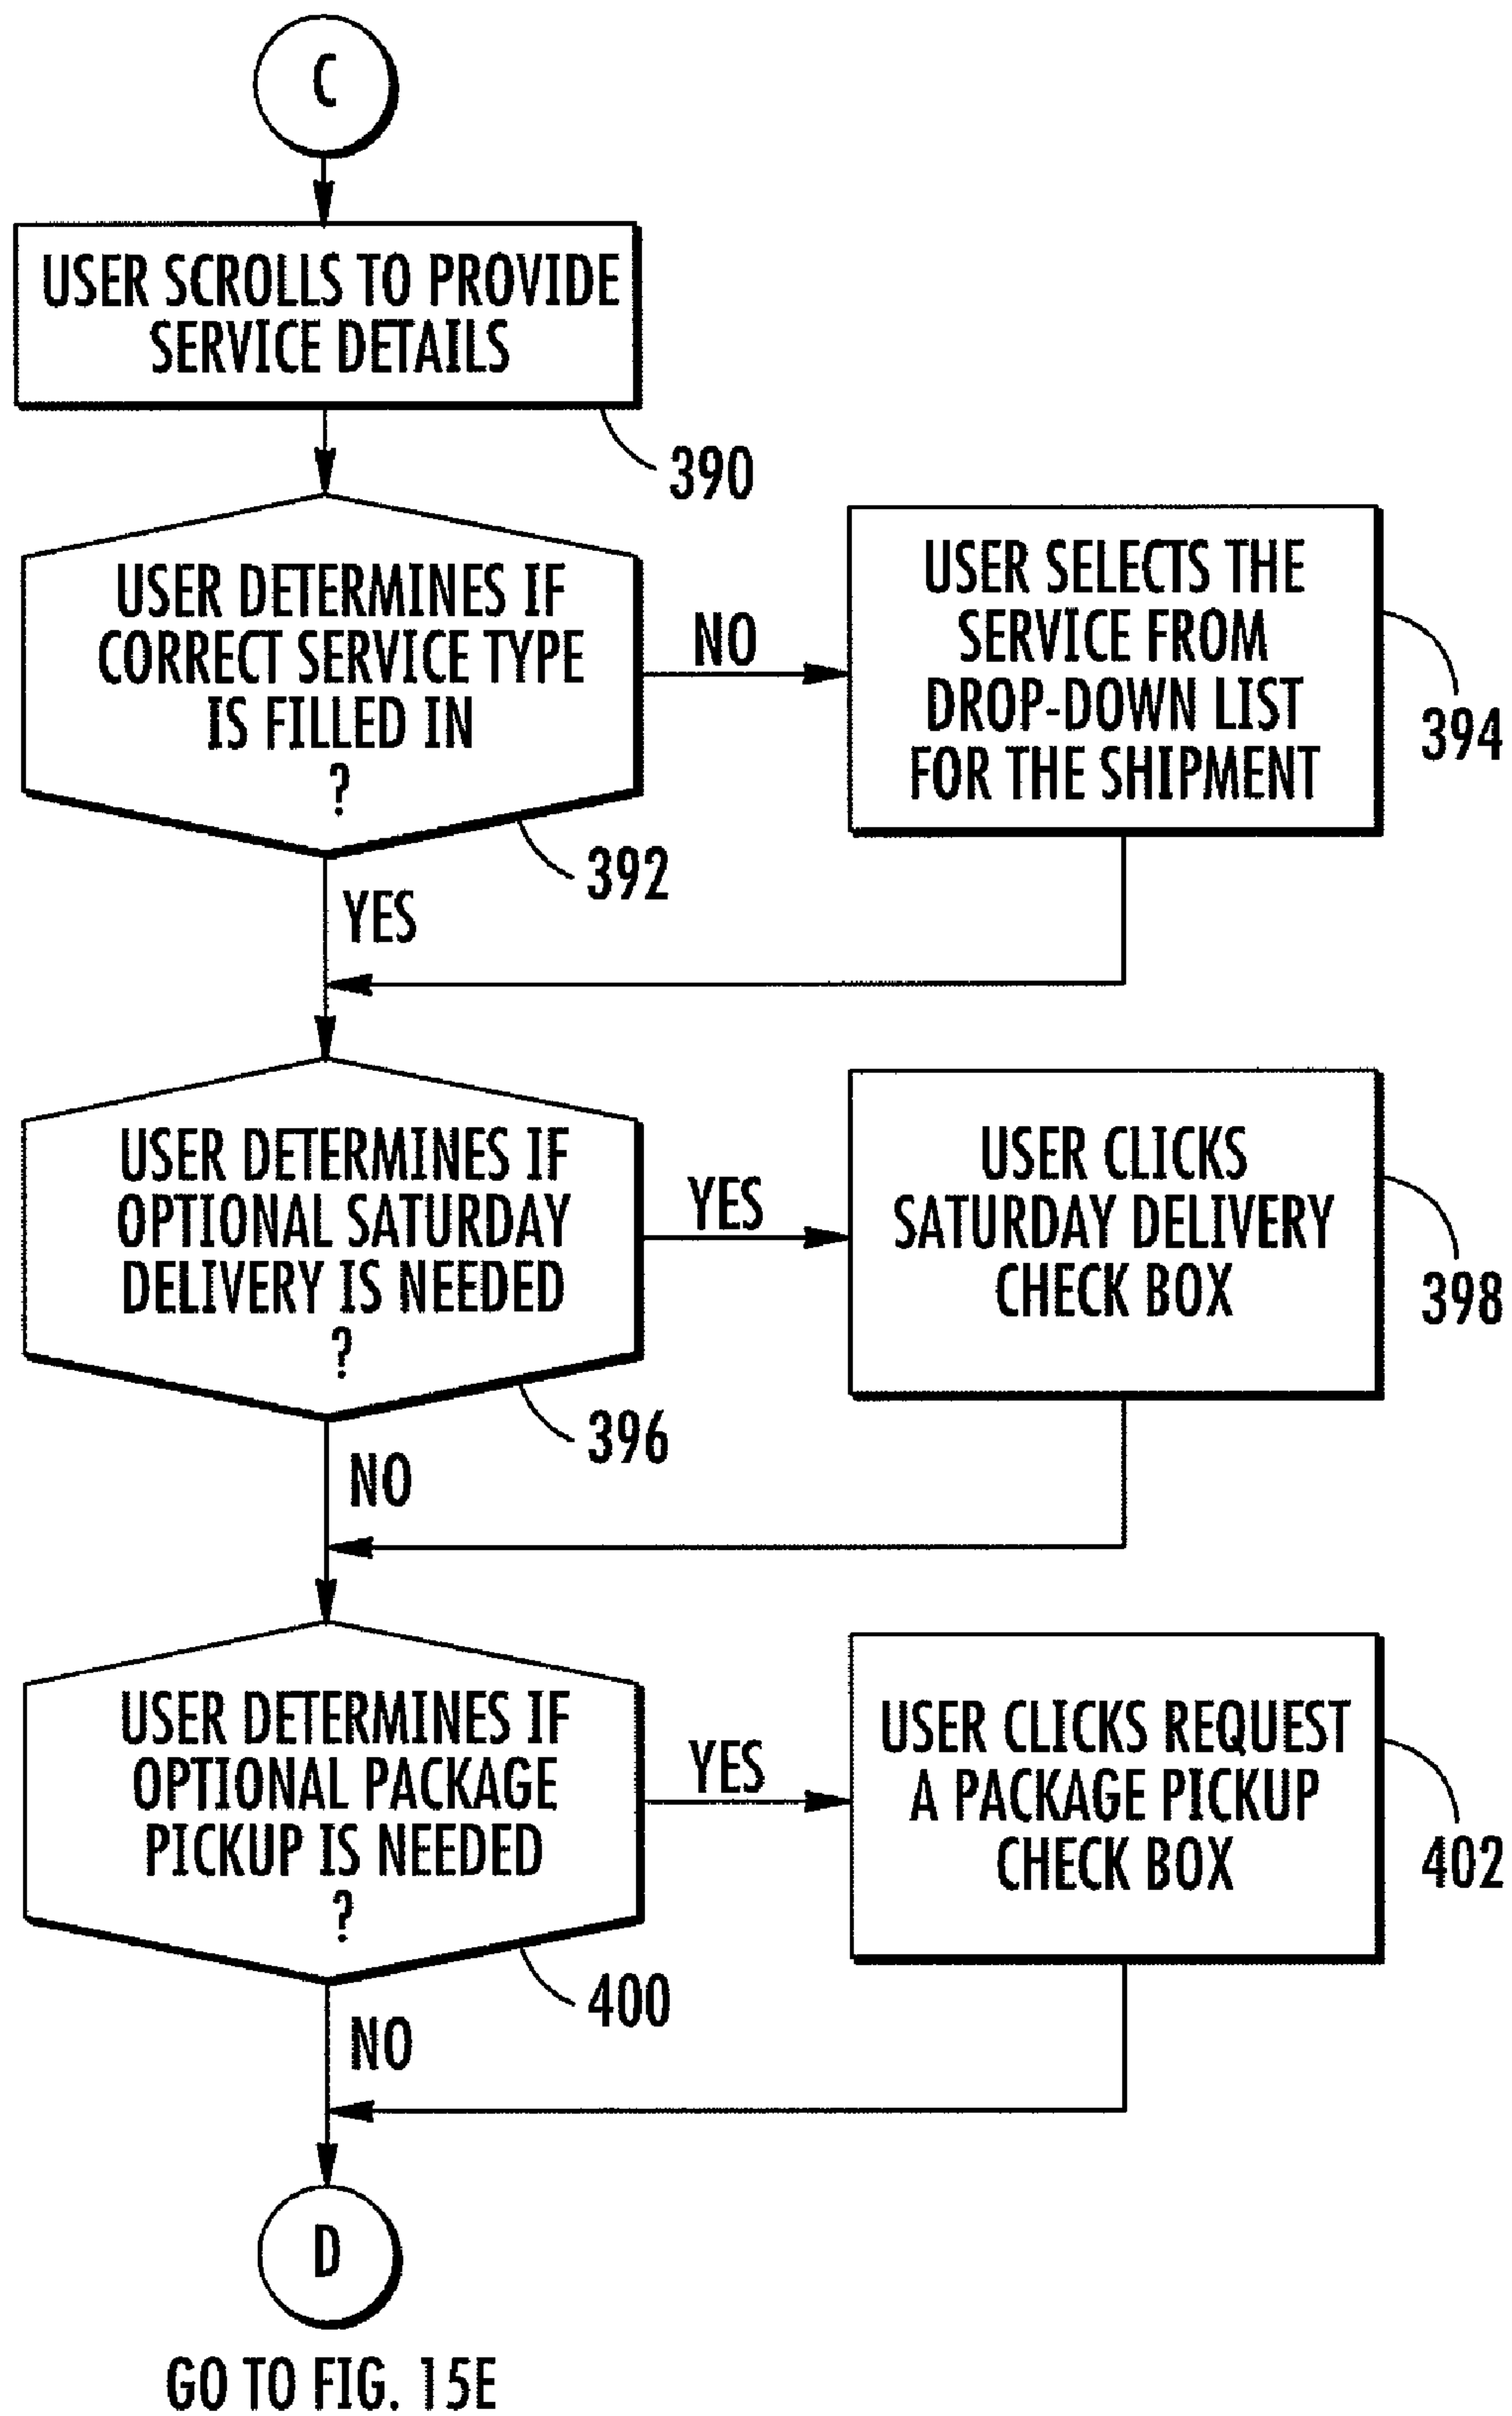 C
USER SCROLLS TO PROVIDE
SERVICE DETAILS
390
USER DETERMINES IF
CORRECT SERVICE TYPE
IS FILLED IN
?
392
NO
USER SELECTS THE
SERVICE FROM
DROP-DOWN LIST
FOR THE SHIPMENT
394
YES
USER DETERMINES IF
OPTIONAL SATURDAY
DELIVERY IS NEEDED
?
396
YES
USER CLICKS
SATURDAY DELIVERY
CHECK BOX
398
NO
USER DETERMINES IF
OPTIONAL PACKAGE
PICKUP IS NEEDED
?
400
YES
USER CLICKS REQUEST
A PACKAGE PICKUP
CHECK BOX
402
NO
D
GO TO FIG. 15E